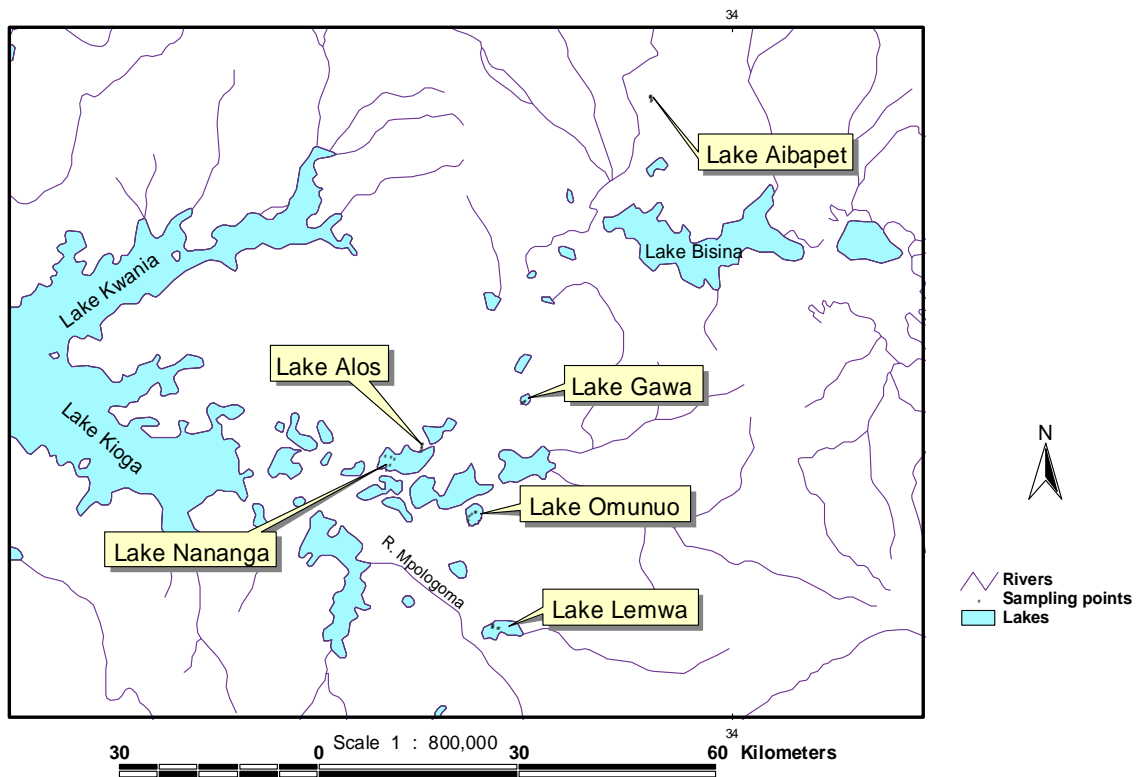 34
Lake Aibapet
Lake Bisina
Lake Kwania
Lake Alos
Lake Gawa
Lake Kioga
N
Lake Omunuo
Lake Nananga
R. Mpologoma
Rivers
Sampling points
Lakes
Lake Lemwa
34
Scale 1 : 800,000
30 0 30 60 Kilometers